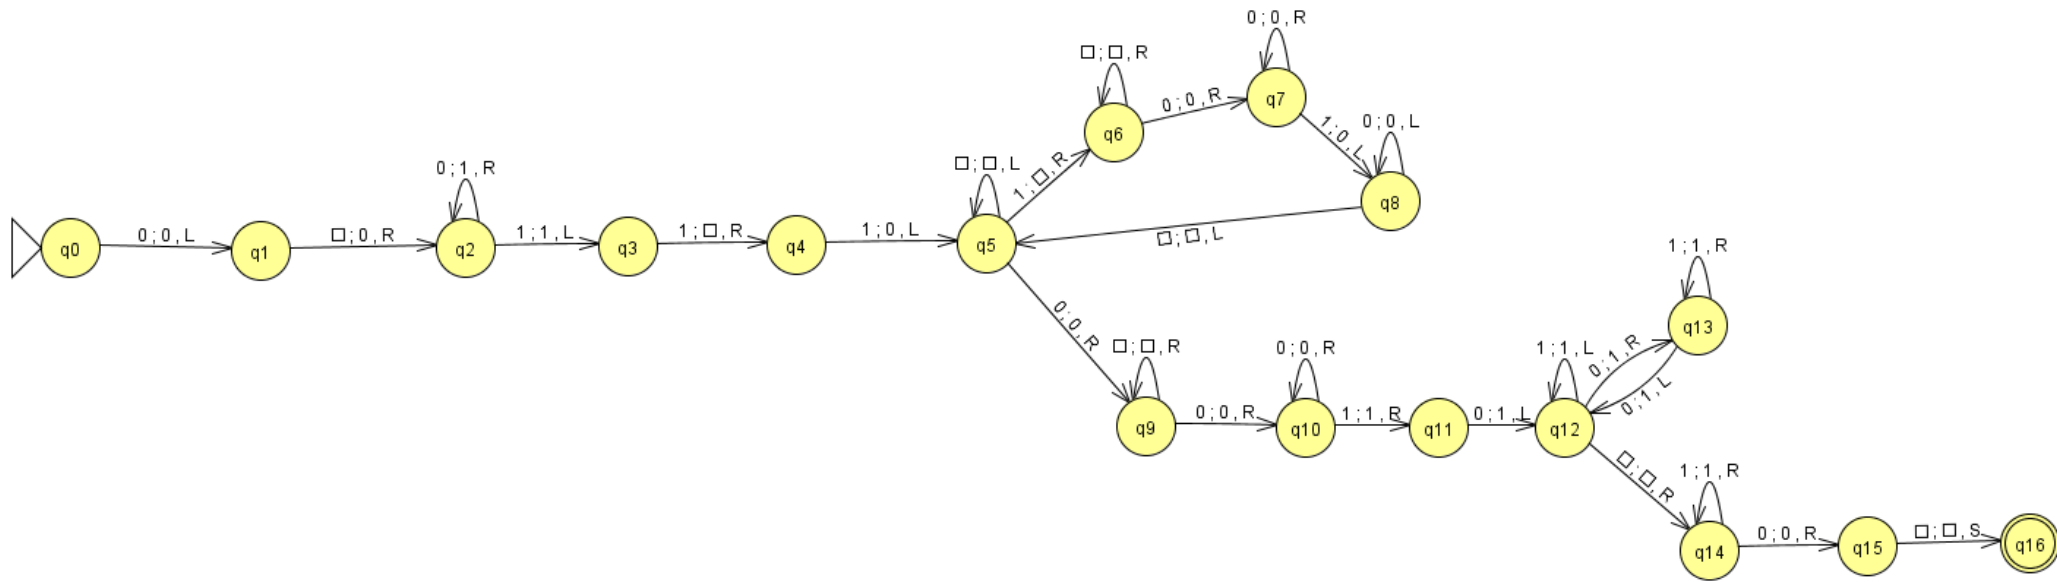 0 ; 0 , R
□ ; □ , R
q7
0 ; 0 , R
q6
1 ; 0 , L
0 ; 0 , L
0 ; 1 , R
□ ; □ , L
1 ; □ , R
q8
0 ; 0 , L
□ ; 0 , R
1 ; 1 , L
1 ; □ , R
1 ; 0 , L
□ ; □ , L
q0
q1
q2
q3
q4
q5
1 ; 1 , R
0 ; 0 , R
q13
□ ; □ , R
0 ; 0 , R
1 ; 1 , L
0 ; 1 , R
0 ; 1 , L
0 ; 0 , R
1 ; 1 , R
0 ; 1 , L
q9
q10
q11
q12
□ ; □ , R
1 ; 1 , R
0 ; 0 , R
□ ; □ , S
q14
q15
q16